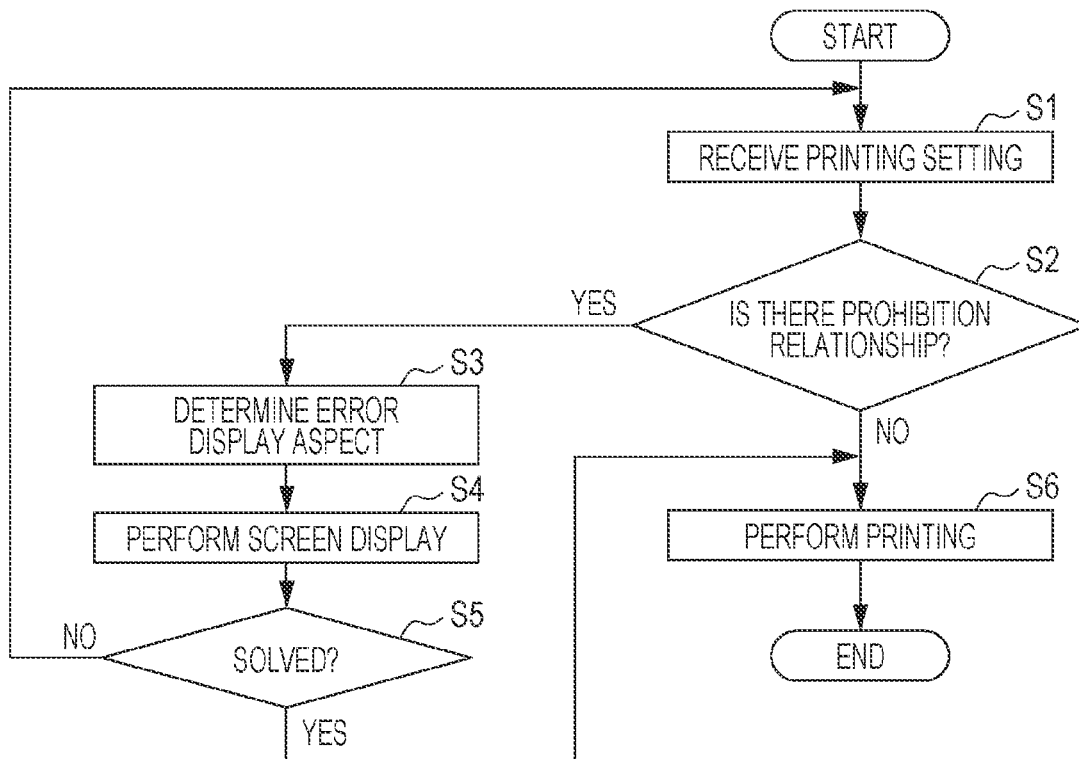 START
S1
RECEIVE PRINTING SETTING
S2
IS THERE PROHIBITION
RELATIONSHIP?
YES
NO
S3
DETERMINE ERROR
DISPLAY ASPECT
S4
PERFORM SCREEN DISPLAY
S5
SOLVED?
NO
YES
S6
PERFORM PRINTING
END